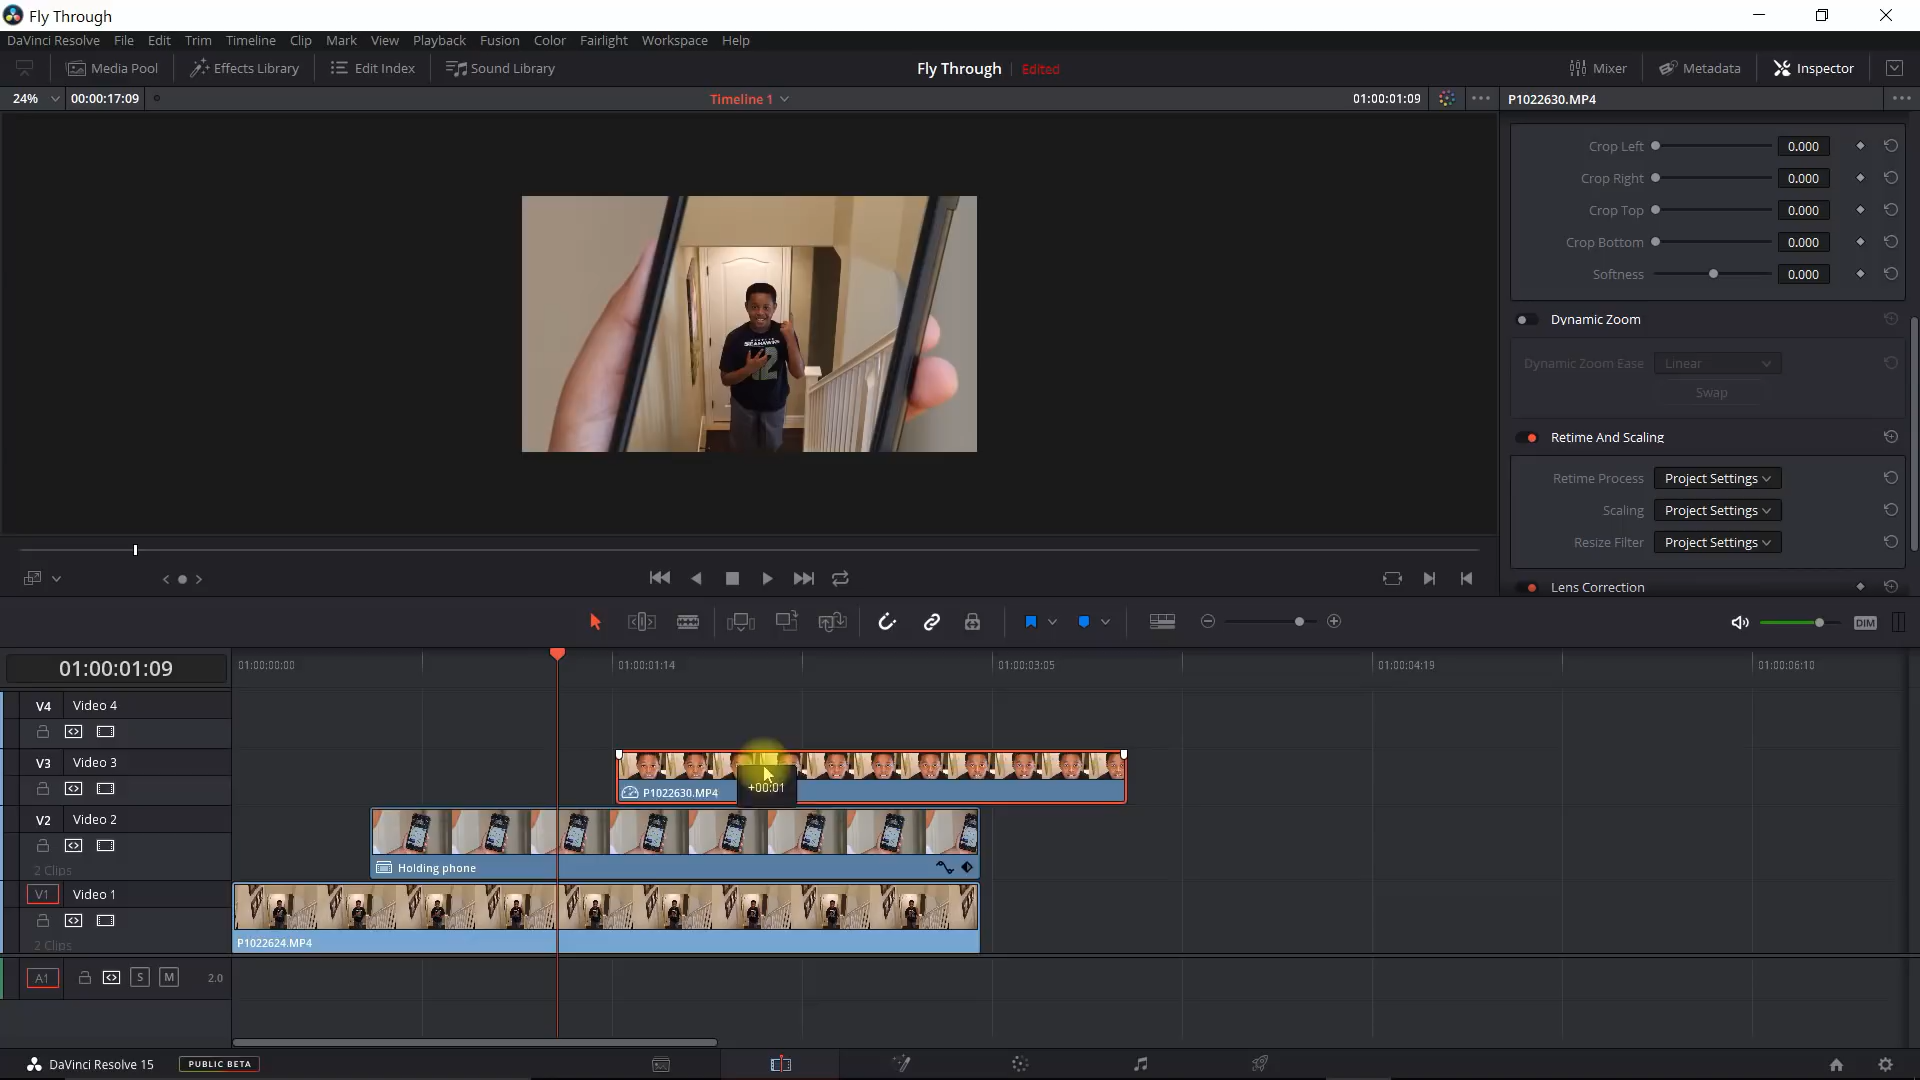 Fly Through
DaVinci Resolve File Edit Trim Timeline Clip Mark View Playback Fusion Color Fairlight Workspace Help
Media Pool Effects Library Edit Index Sound Library Fly Through Edited Mixer Metadata Inspector
24% 00:00:17:09 Timeline 1 01:00:01:09 P1022630.MP4
Crop Left 0.000
Crop Right 0.000
Crop Top 0.000
Crop Bottom 0.000
Softness 0.000
Dynamic Zoom
Dynamic Zoom Ease Linear
Swap
Retime And Scaling
Retime Process Project Settings
Scaling Project Settings
Resize Filter Project Settings
Lens Correction
SEAHAWKS
12
DIM
01:00:01:09 01:00:00:00 01:00:01:14 01:00:03:05 01:00:04:19 01:00:06:10
V4 Video 4
V3 Video 3
P1022630.MP4 +00:01
V2 Video 2
2 Clips Holding phone
V1 Video 1
2 Clips P1022624.MP4
A1 S M 2.0
DaVinci Resolve 15 PUBLIC BETA